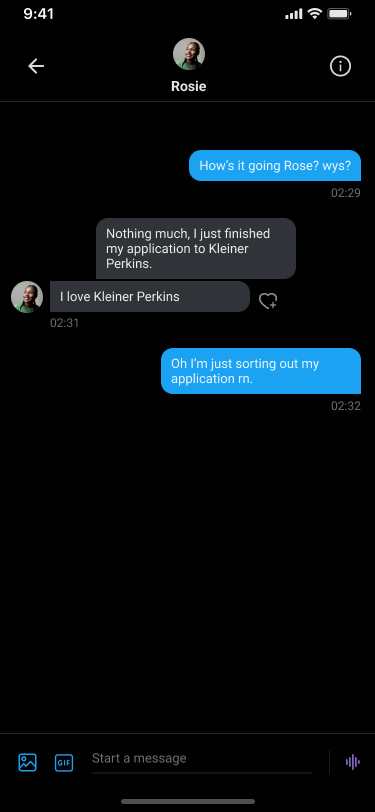 9:41
Rosie
How's it going Rose? wys?
02:29
Nothing much, I just finished
my application to Kleiner
Perkins.
I love Kleiner Perkins
02:31
Oh I'm just sorting out my
application rn.
02:32
GIF
Start a message